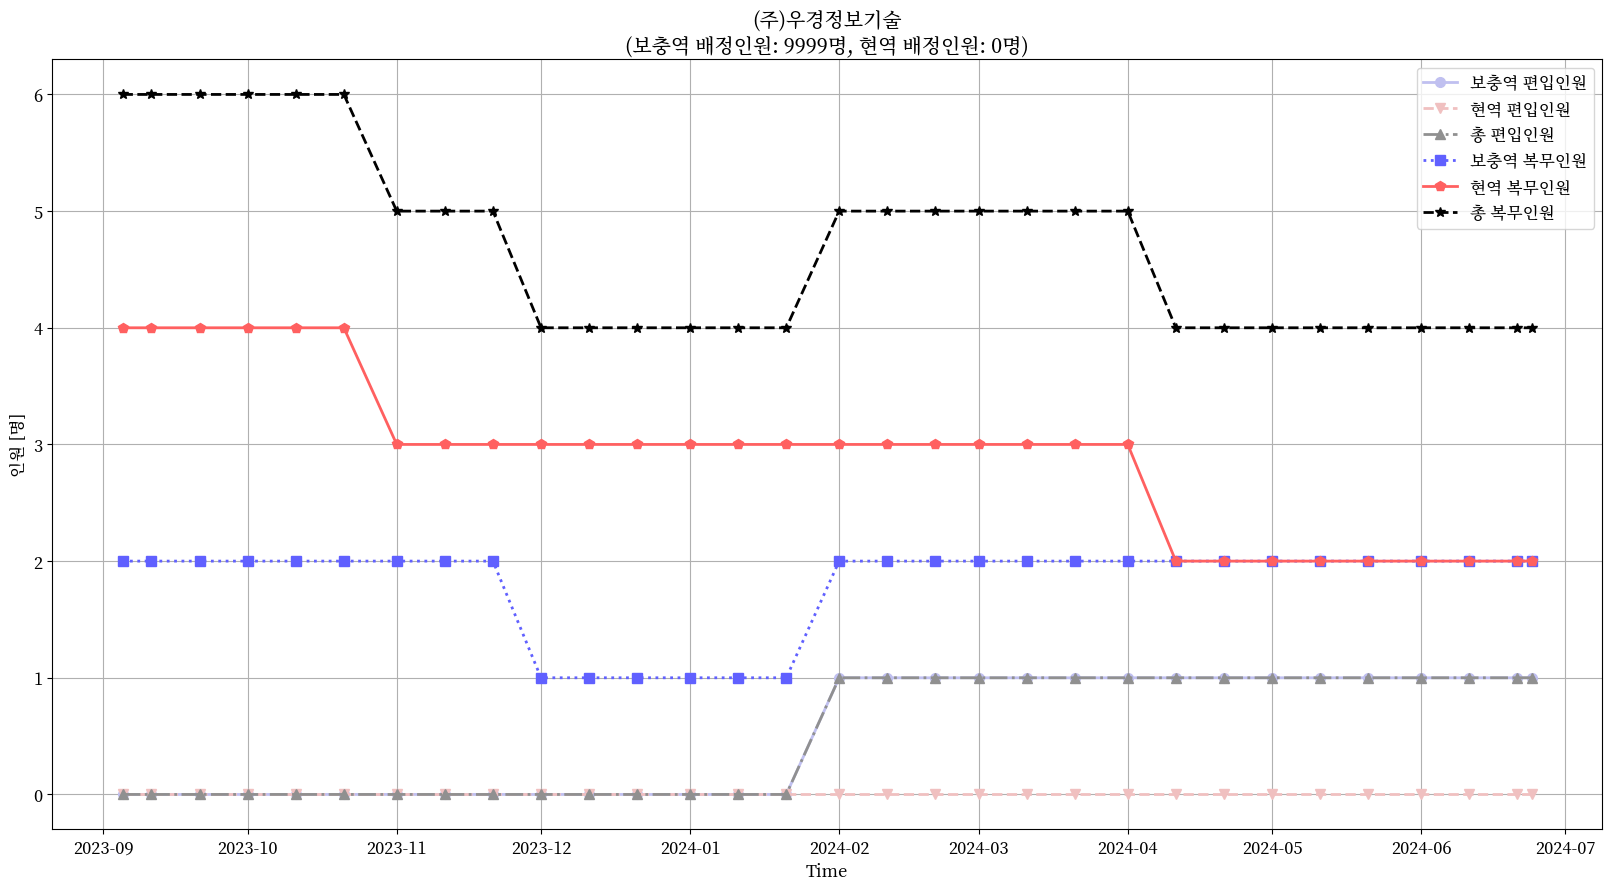 (주)우경정보기술
(보충역 배정인원: 9999명, 현역 배정인원: 0명)
보충역 편입인원
현역 편입인원
총 편입인원
보충역 복무인원
현역 복무인원
총 복무인원
인원 [명]
6
5
4
3
2
1
0
2023-09 2023-10 2023-11 2023-12 2024-01 2024-02 2024-03 2024-04 2024-05 2024-06 2024-07
Time